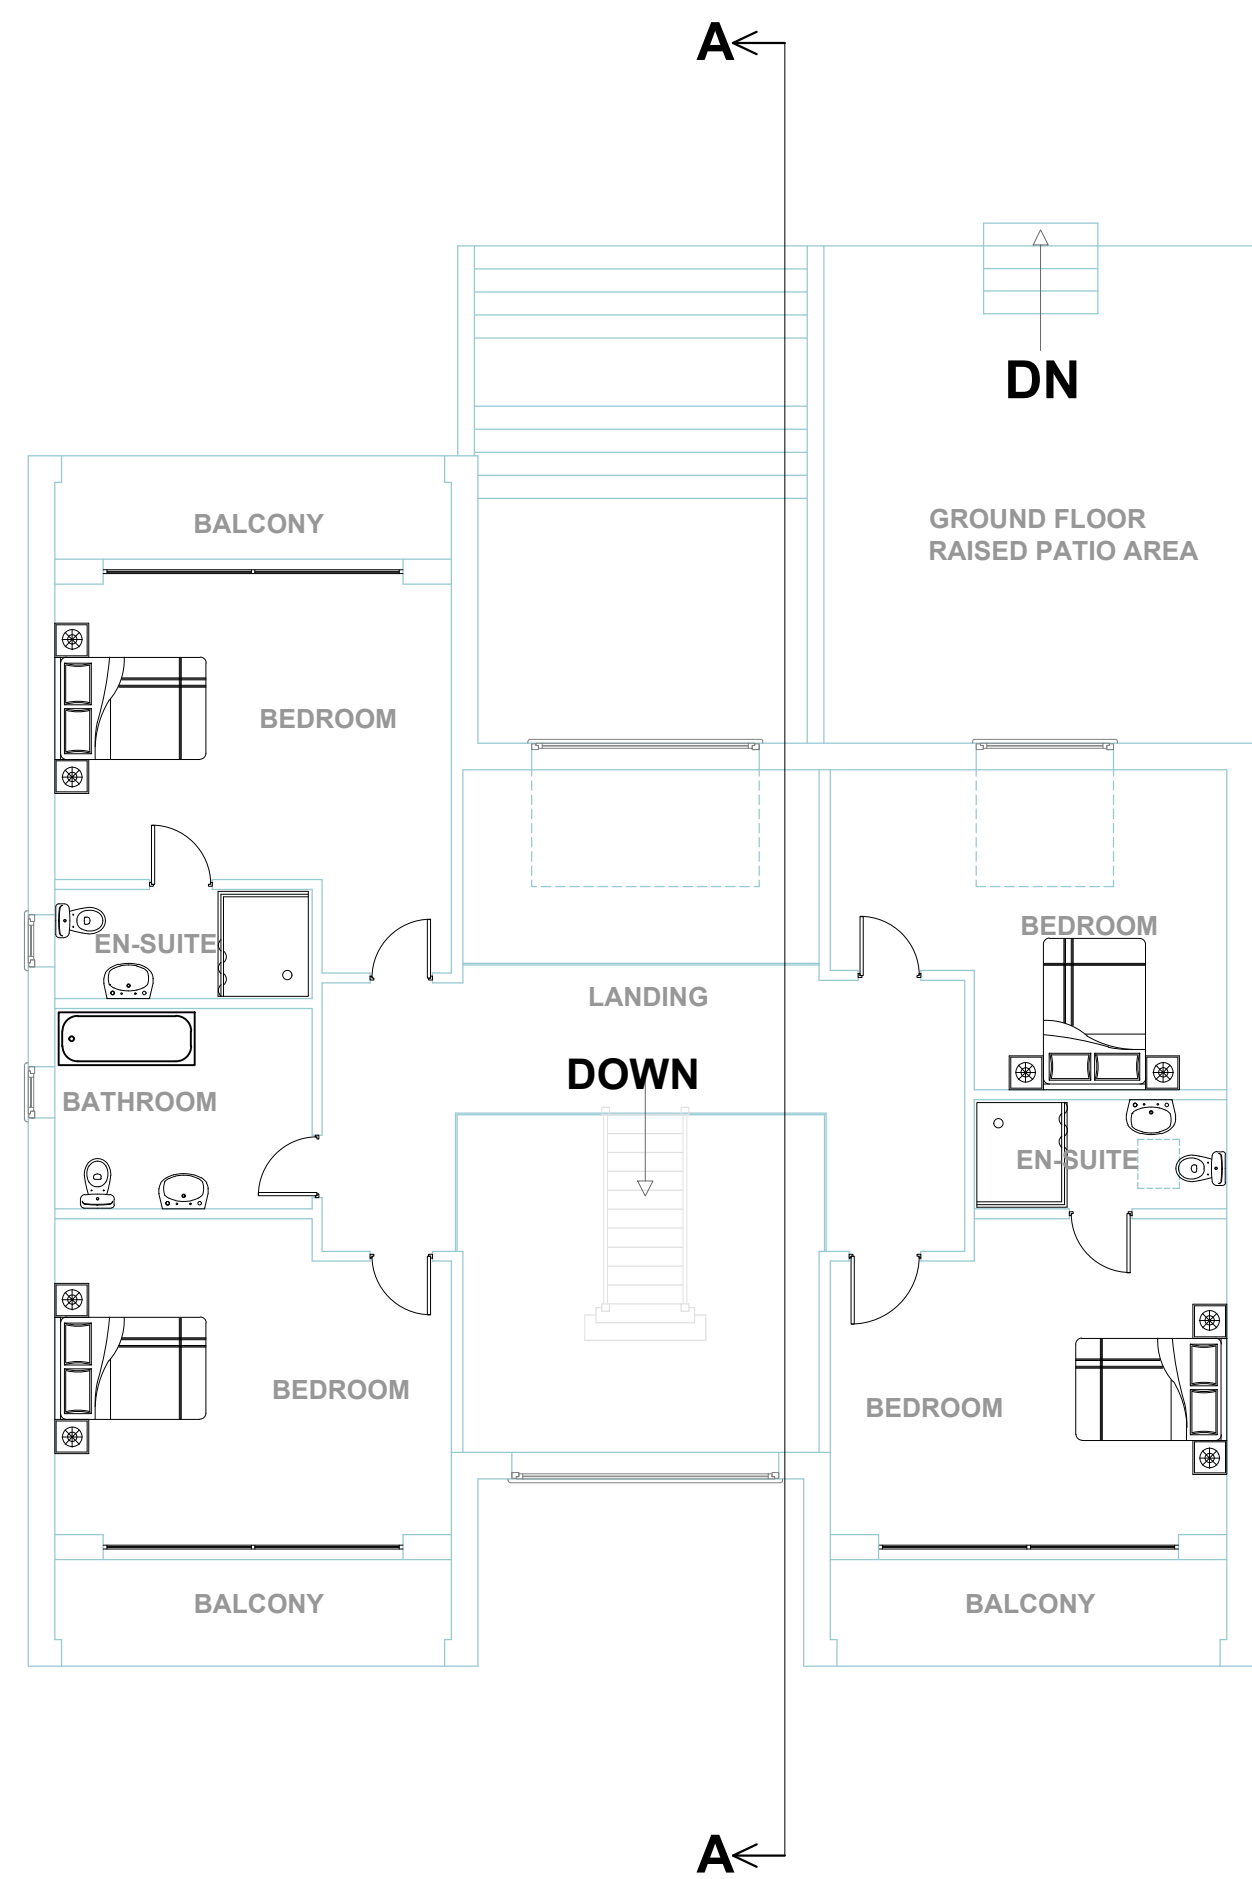 A
DN
BALCONY
GROUND FLOOR
RAISED PATIO AREA
BEDROOM
BEDROOM
EN-SUITE
LANDING
DOWN
BATHROOM
EN-SUITE
BEDROOM
BEDROOM
BALCONY
BALCONY
A